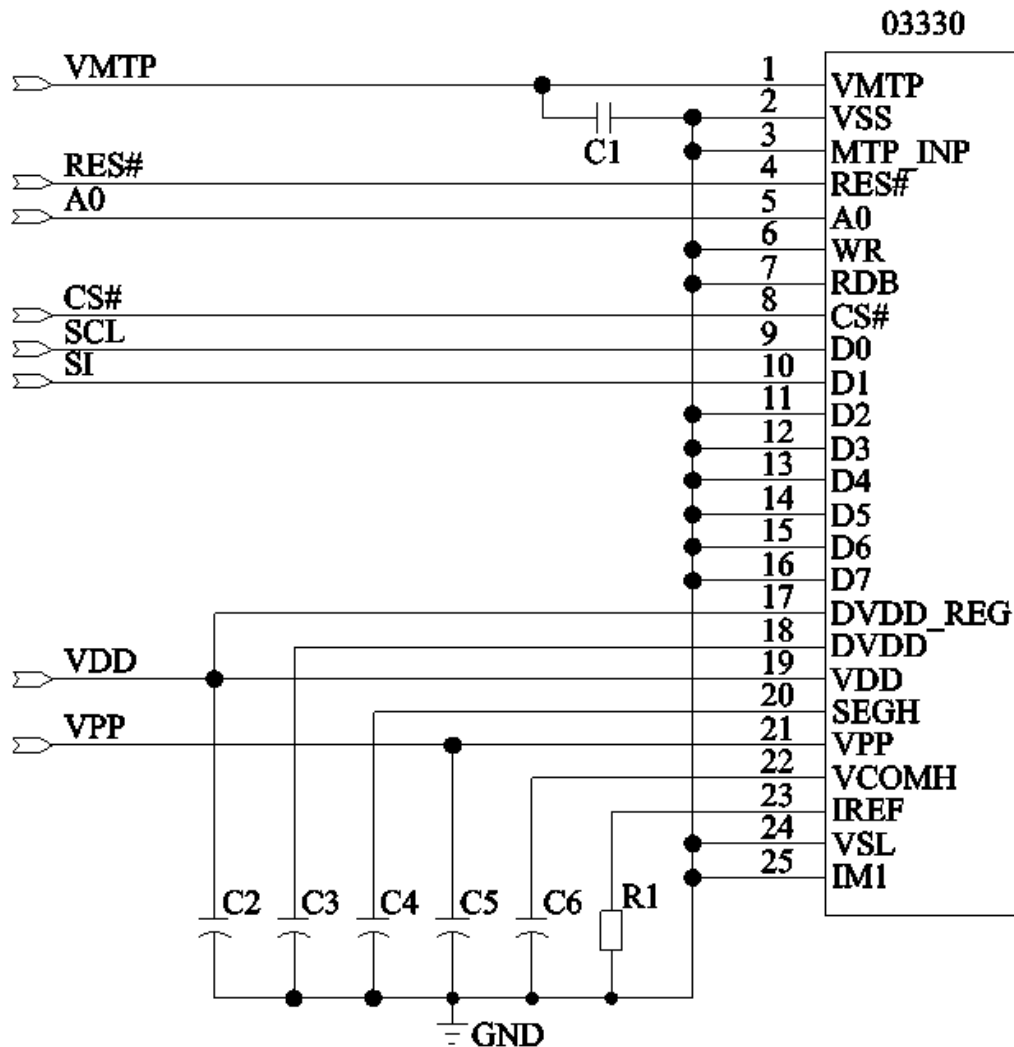 03330
VMTP 1 VMTP
2 VSS
C1 3 MTP_INP
RES# 4 RES#
A0 5 A0
6 WR
7 RDB
CS# 8 CS#
SCL 9 D0
SI 10 D1
11 D2
12 D3
13 D4
14 D5
15 D6
16 D7
17 DVDD_REG
18 DVDD
VDD 19 VDD
20 SEGH
VPP 21 VPP
22 VCOMH
23 IREF
24 VSL
25 IM1
C2 C3 C4 C5 C6 R1
GND